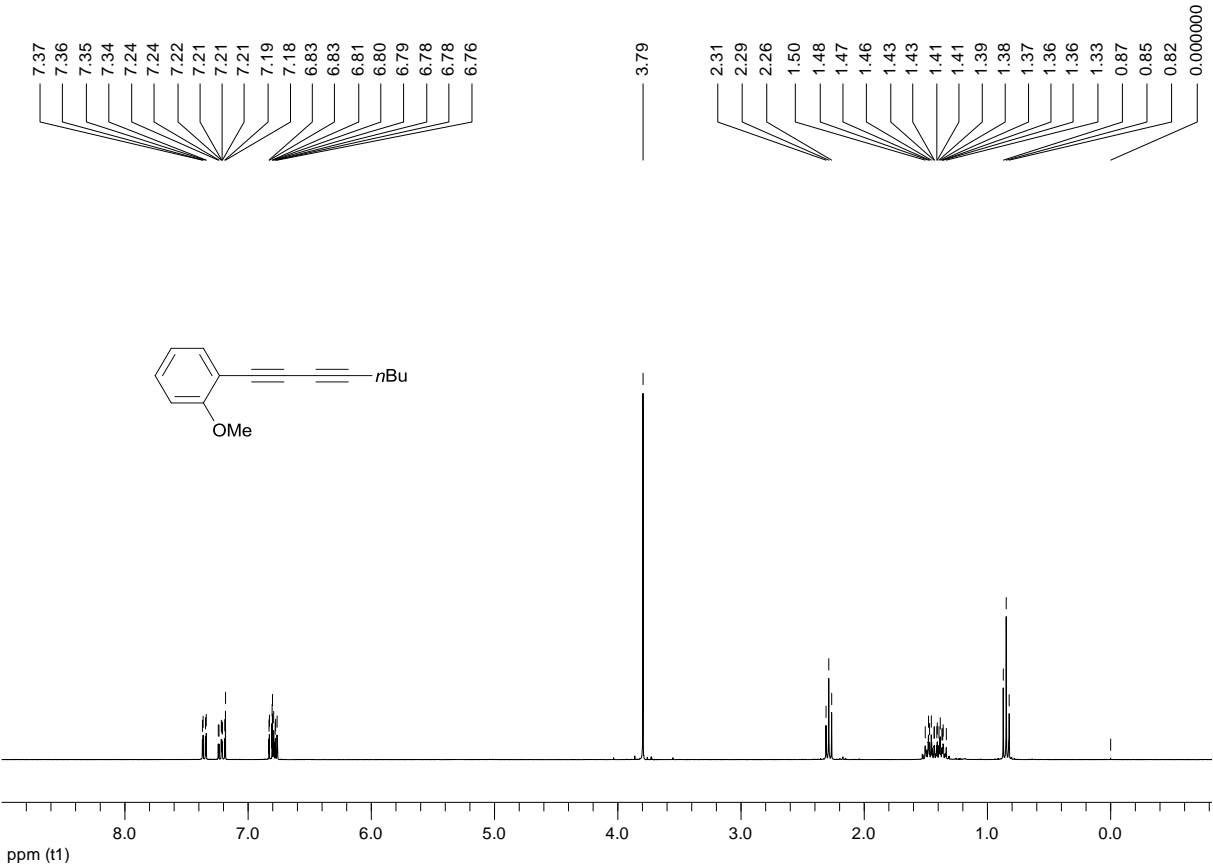 7.37 7.36 7.35 7.34 7.24 7.24 7.22 7.21 7.21 7.21 7.19 7.18 6.83 6.83 6.81 6.80 6.79 6.78 6.78 6.76 3.79 2.31 2.29 2.26 1.50 1.48 1.47 1.46 1.43 1.43 1.41 1.41 1.39 1.38 1.37 1.36 1.36 1.33 0.87 0.85 0.82 0.000000
nBu
OMe
8.0 7.0 6.0 5.0 4.0 3.0 2.0 1.0 0.0
ppm (t1)